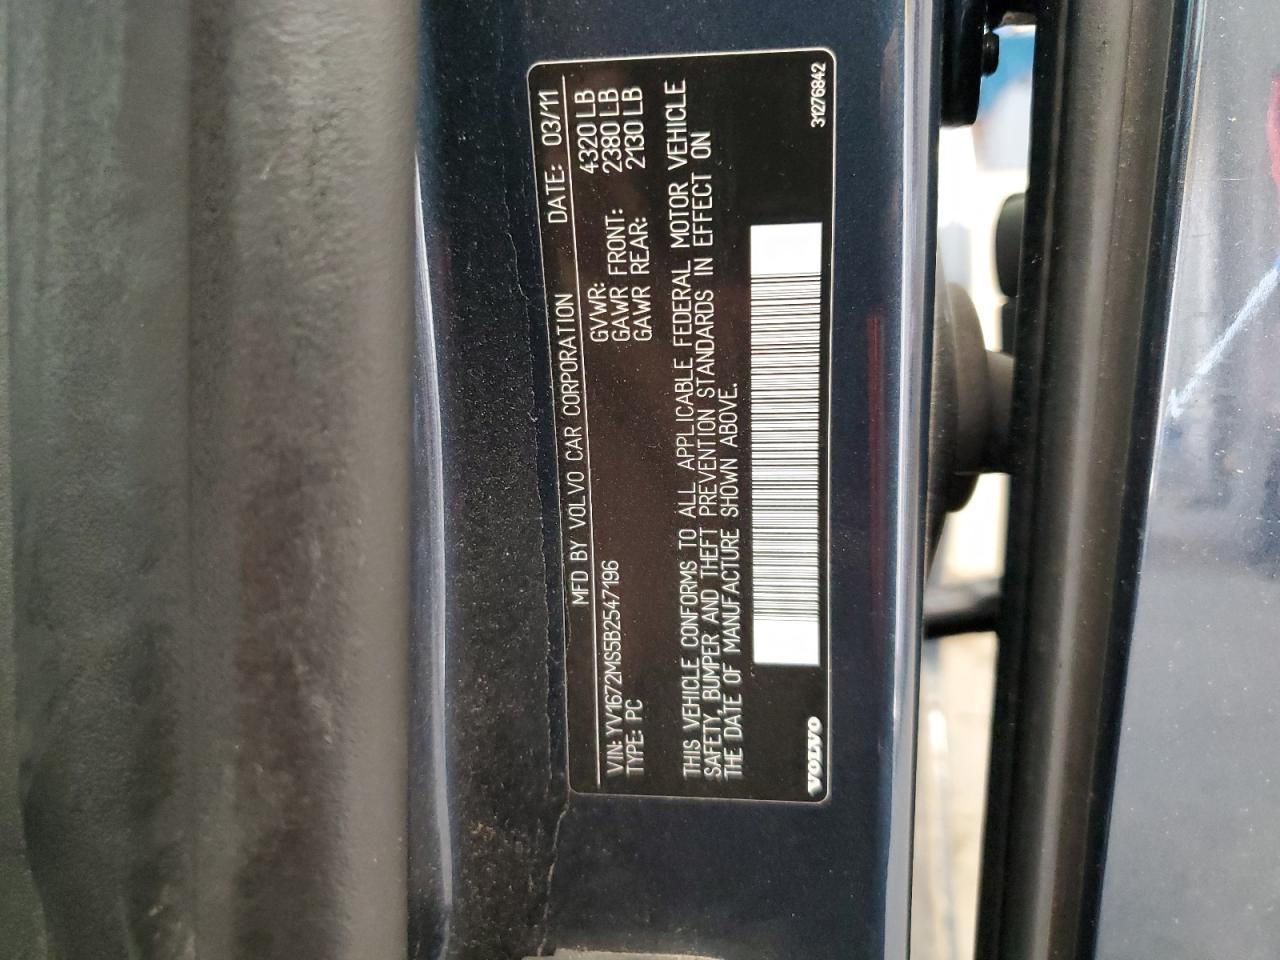 MFD BY VOLVO CAR CORPORATION DATE: 03/11
VIN: YV1672MS5B2547196 GVWR: 4320 LB
TYPE: PC GAWR FRONT: 2380 LB
GAWR REAR: 2130 LB
THIS VEHICLE CONFORMS TO ALL APPLICABLE FEDERAL MOTOR VEHICLE
SAFETY, BUMPER AND THEFT PREVENTION STANDARDS IN EFFECT ON
THE DATE OF MANUFACTURE SHOWN ABOVE.
VOLVO 31276842